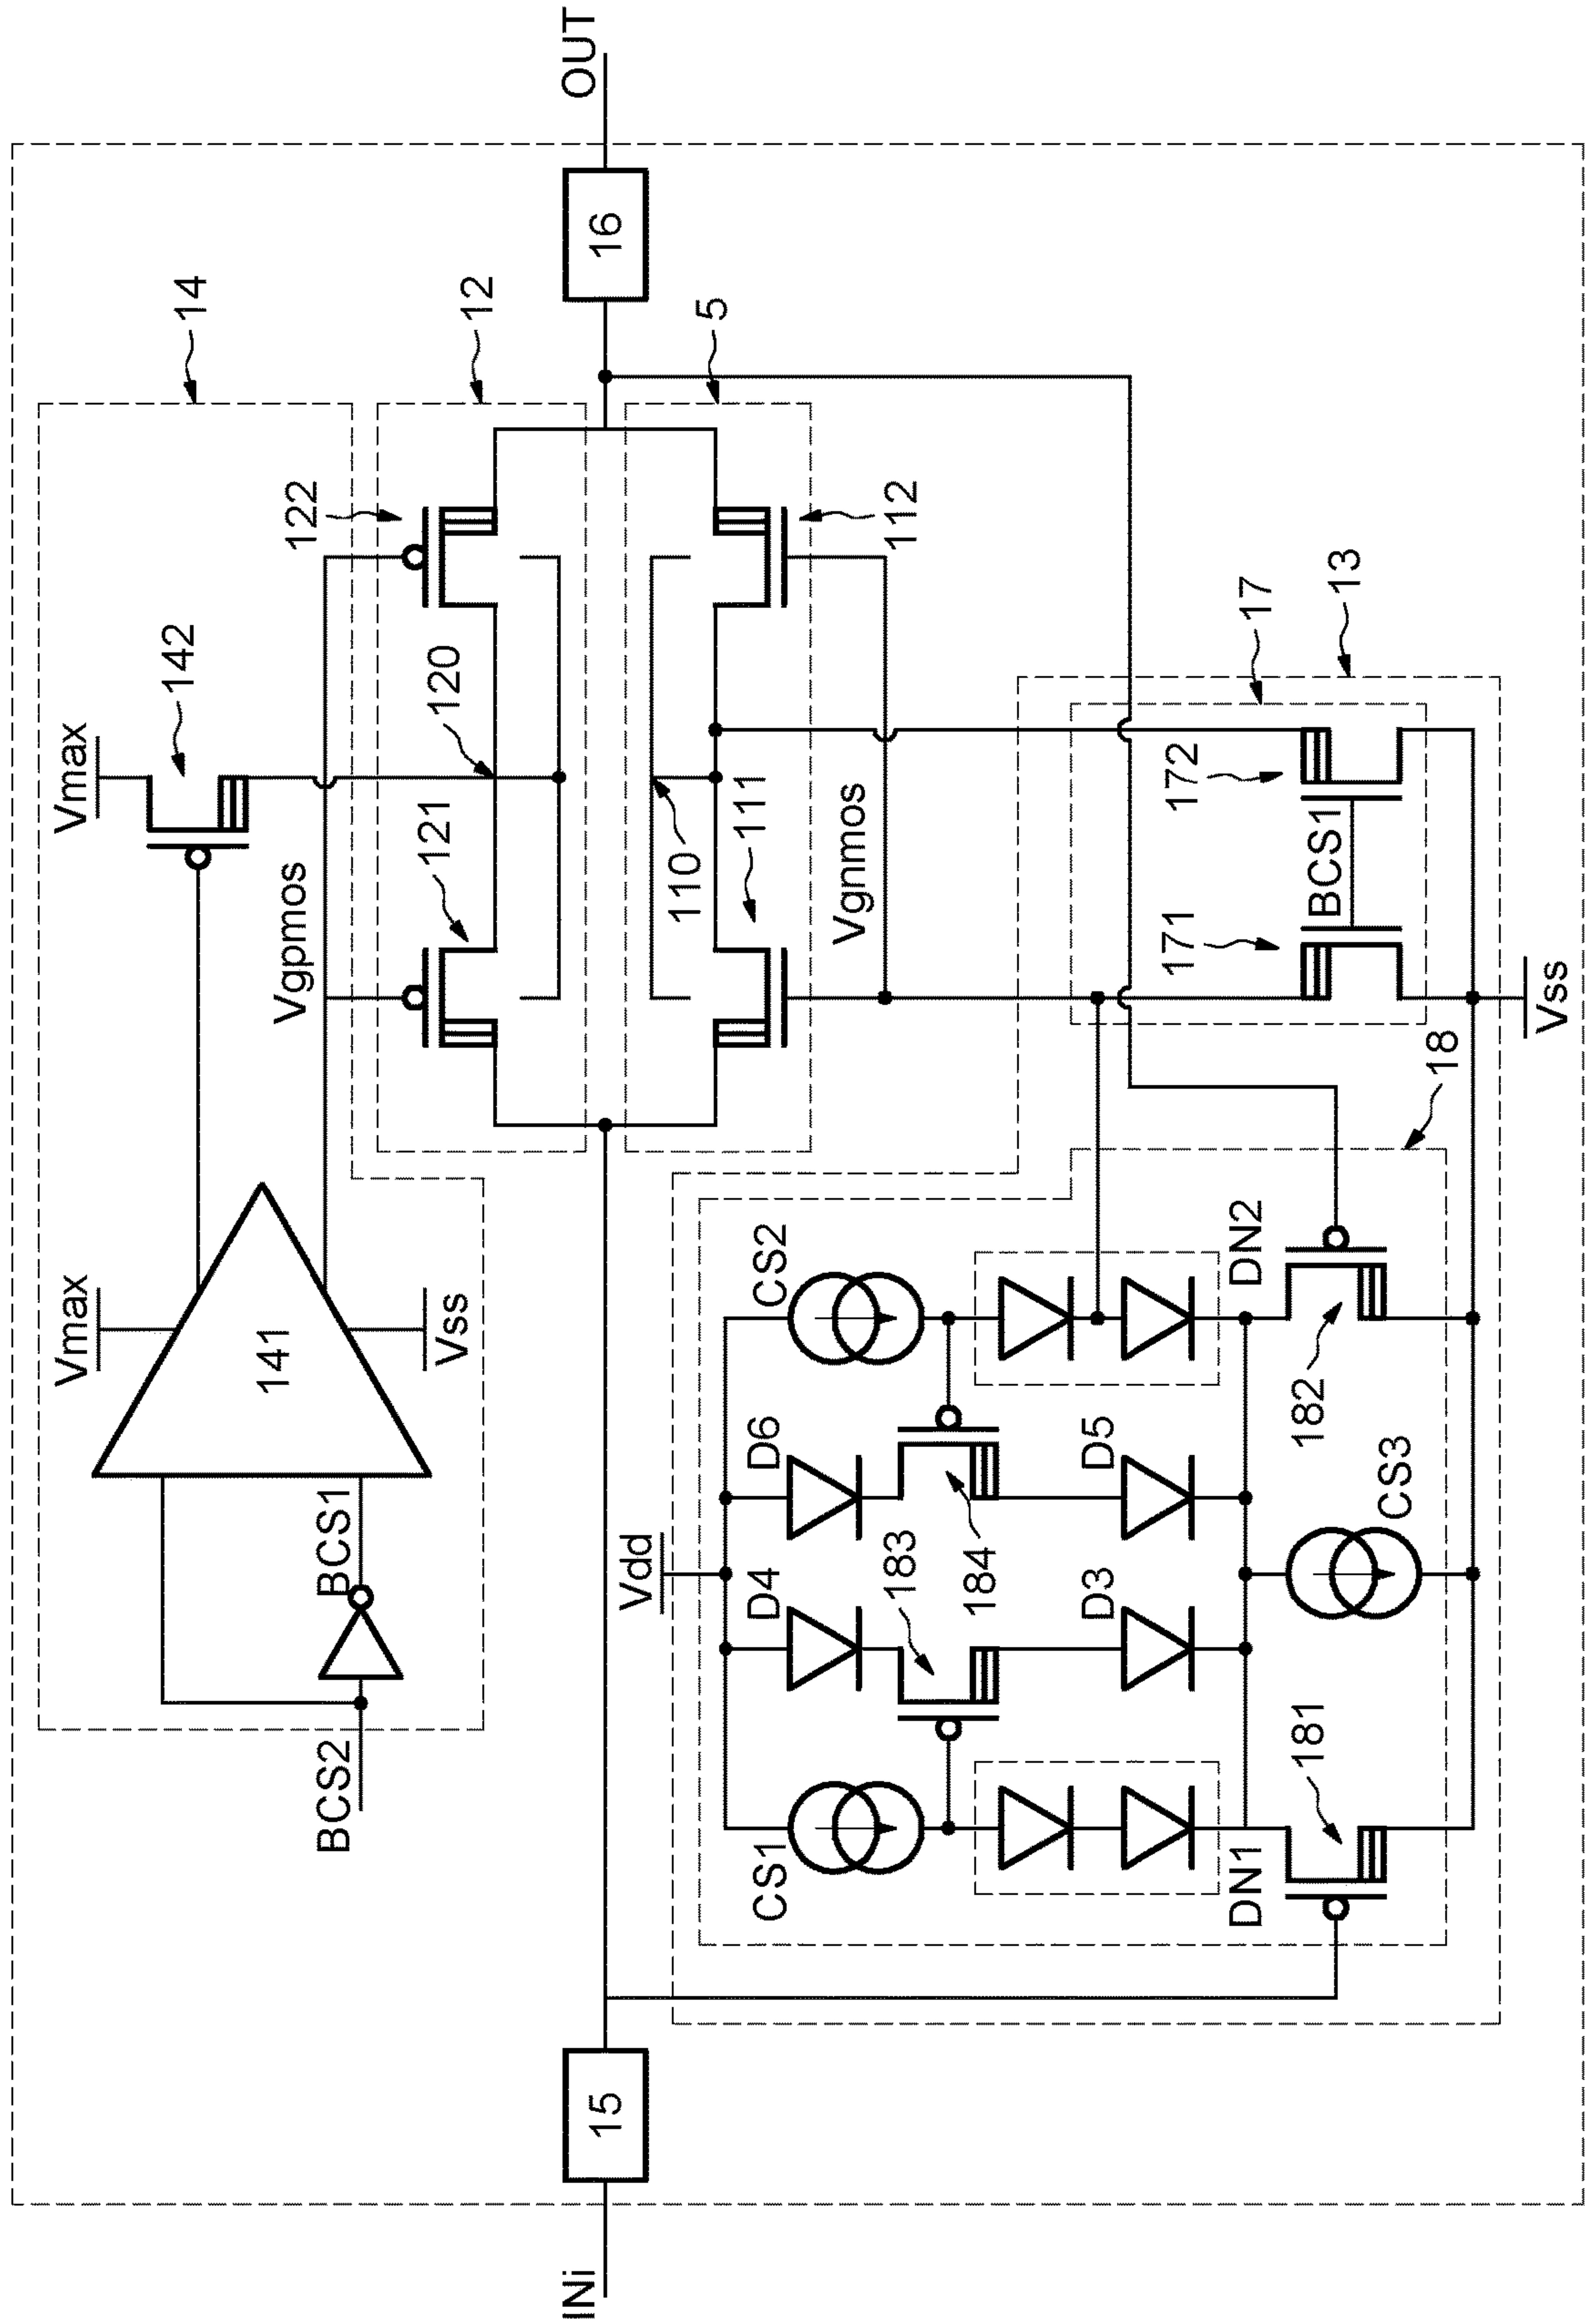 Vmax
Vmax
142
14
BCS2
BCS1
141
Vss
Vgpmos
121
120
122
12
INi
15
16
OUT
110
111
112
5
Vgnmos
Vdd
CS1
D4
D6
CS2
183
184
D3
D5
DN1
DN2
181
CS3
182
18
171
BCS1
172
17
13
Vss